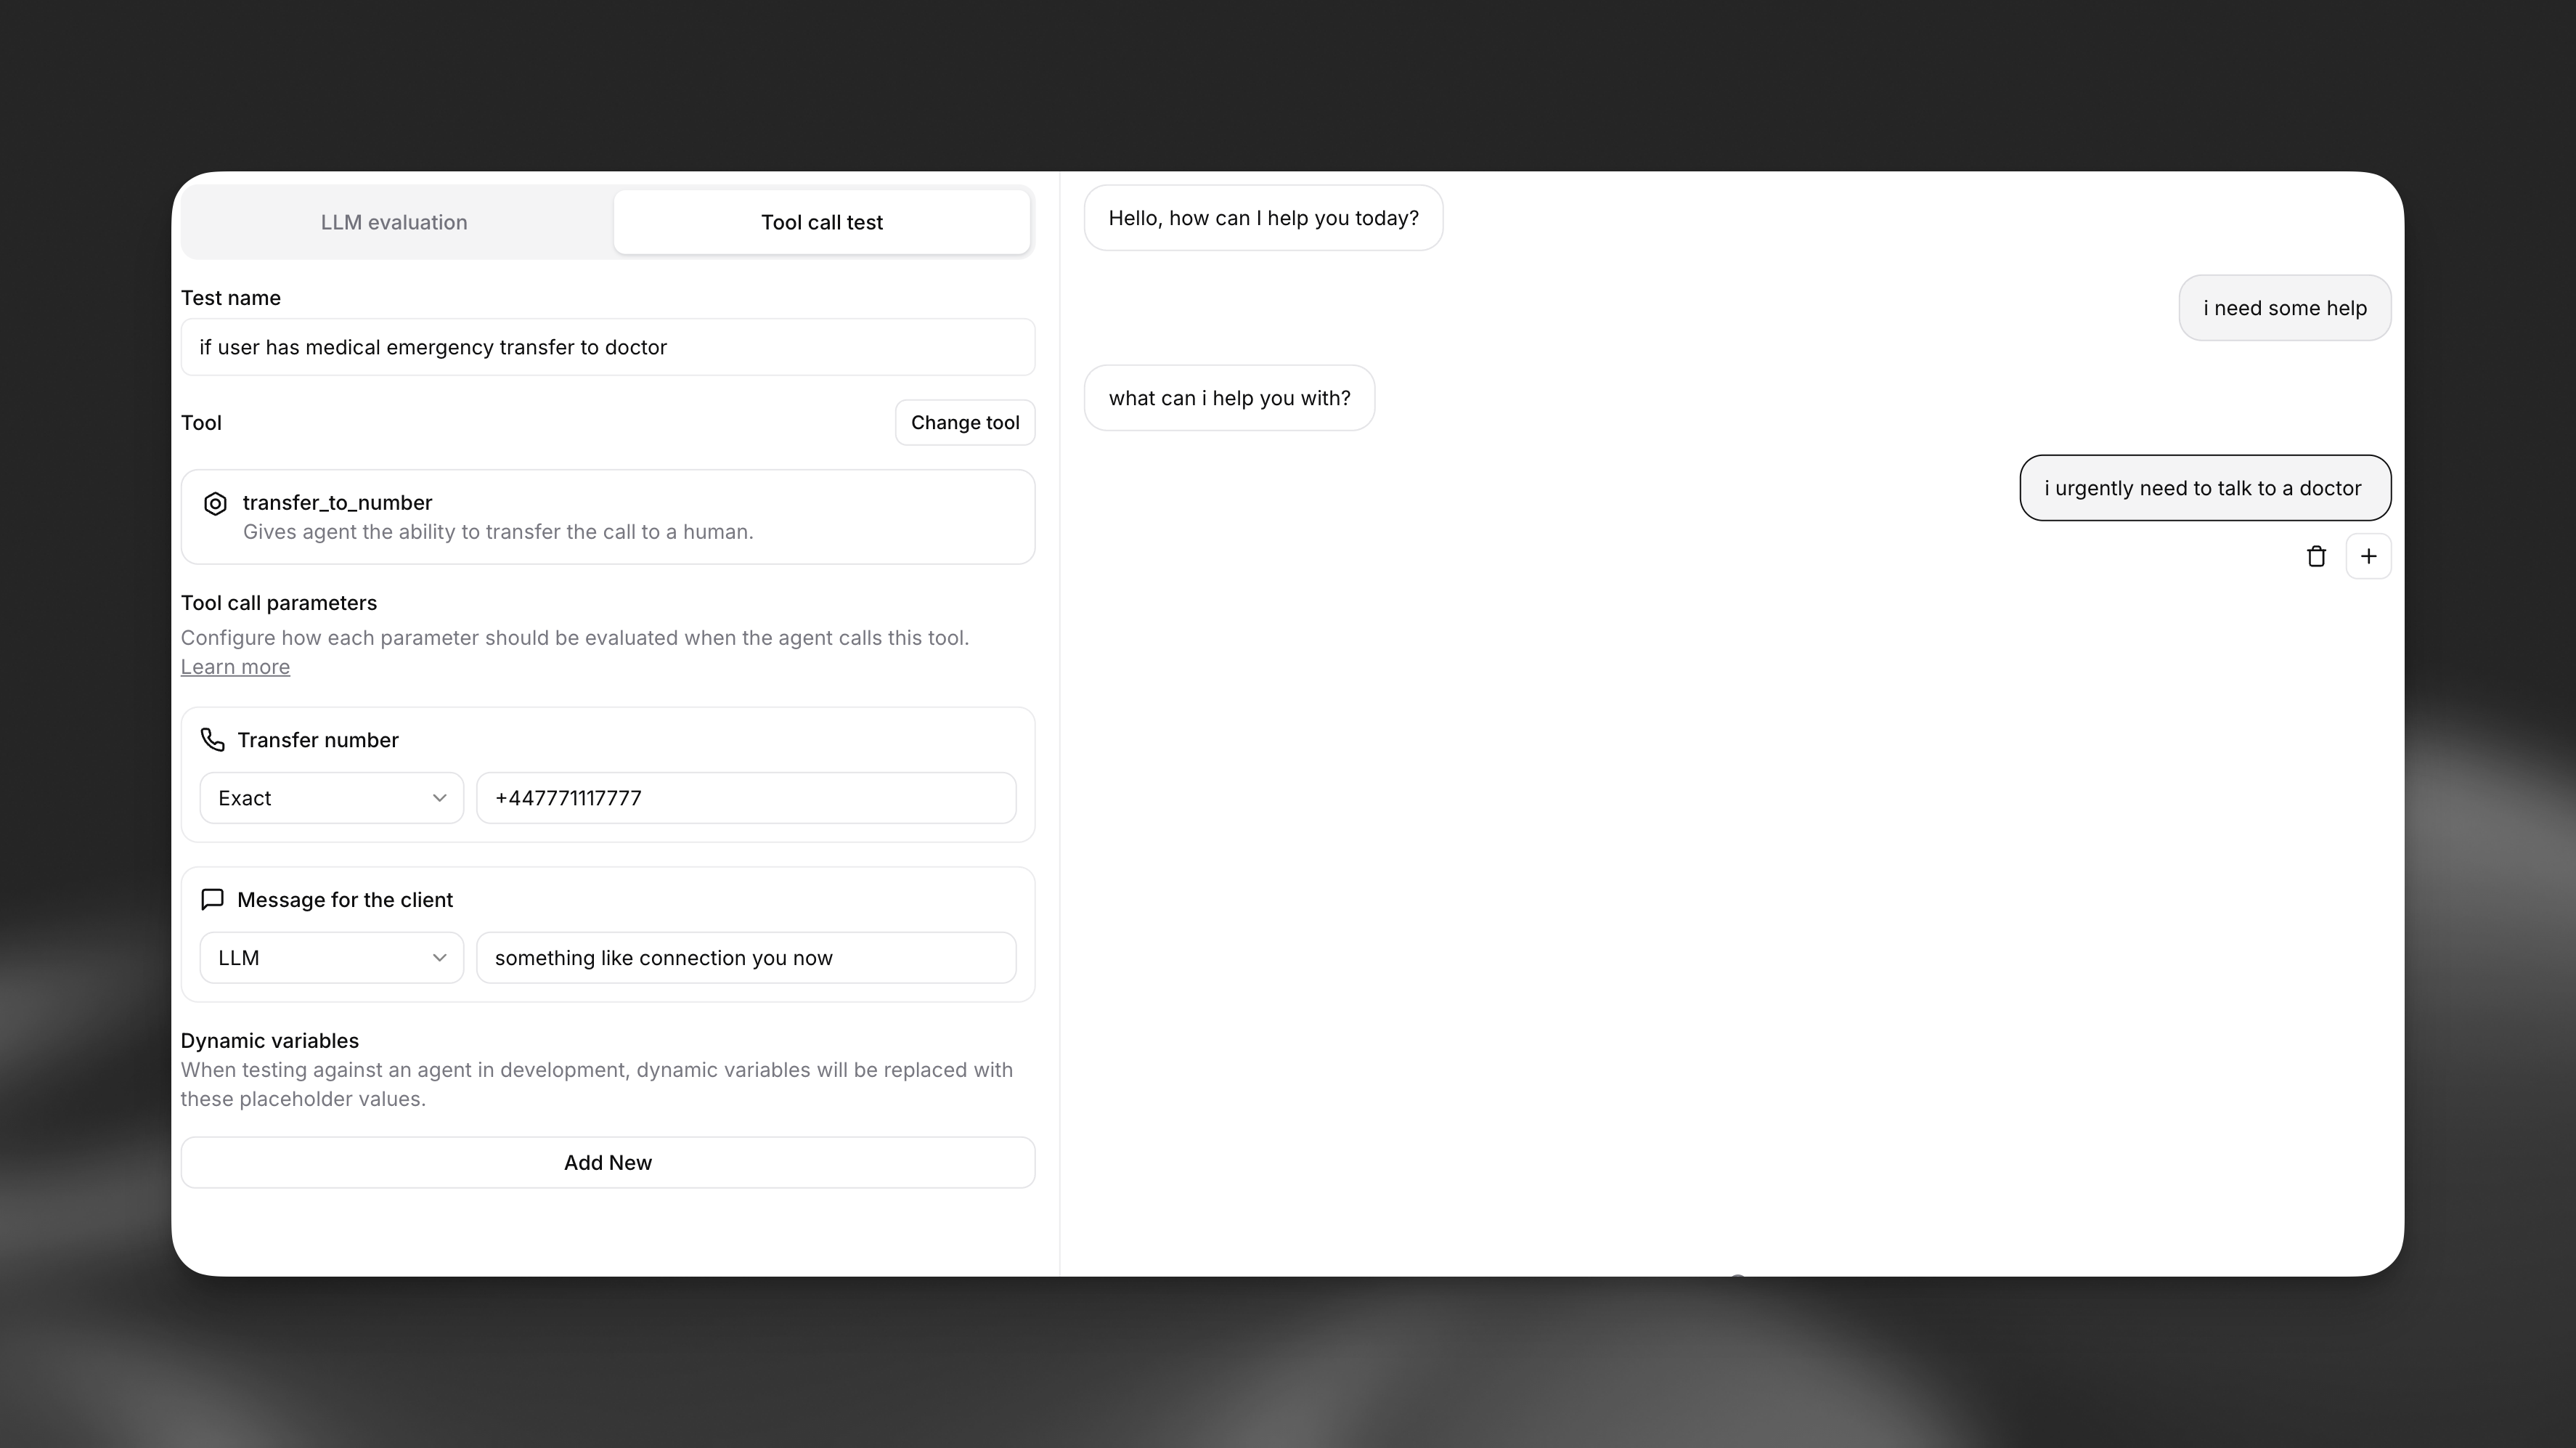 LLM evaluation
Tool call test
Test name
if user has medical emergency transfer to doctor
Tool
Change tool
transfer_to_number
Gives agent the ability to transfer the call to a human.
Tool call parameters
Configure how each parameter should be evaluated when the agent calls this tool.
Learn more
Transfer number
Exact
+447771117777
Message for the client
LLM
something like connection you now
Dynamic variables
When testing against an agent in development, dynamic variables will be replaced with
these placeholder values.
Add New
Hello, how can I help you today?
i need some help
what can i help you with?
i urgently need to talk to a doctor